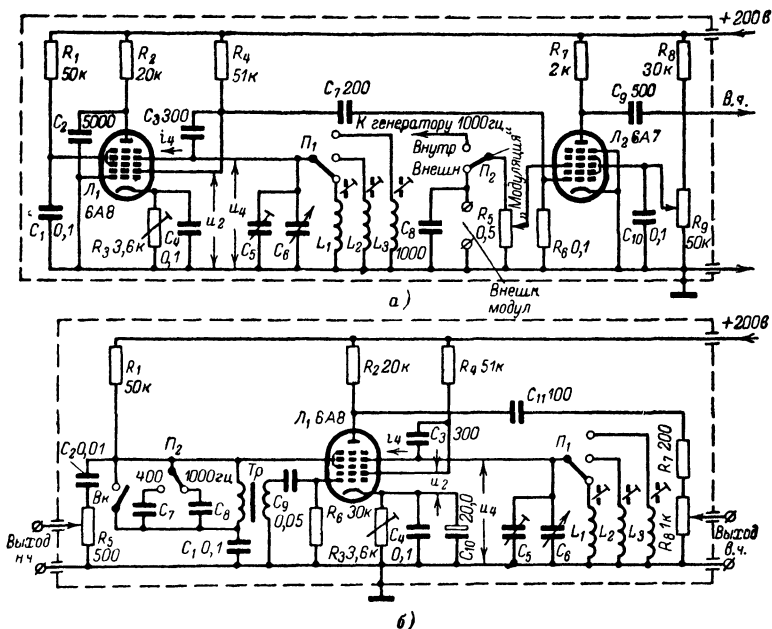 +200в
R₁
50к
R₂
20к
R₄
51к
R₇
2к
R₈
30к
C₂
5000
C₃ 300
i₄
C₇ 200
C₉ 500
В.ч.
К генератору 1000гц
Внутр
Внешн
П₁
П₂
„Модуляция“
Л₁
6А8
Л₂ 6А7
u₂
u₄
C₁ 0,1
R₃ 3,6к
C₄
0,1
C₅
C₆
L₁
L₂
L₃
C₈
1000
R₅
0,5
R₆ 0,1
C₁₀
0,1
R₉
50к
Внешн
модул
а)
+200в
R₁
50к
R₂ 20к
R₄ 51к
C₁₁ 100
Л₁ 6А8
C₂ 0,01
П₂
400
1000гц
Тр
Вк
C₇
C₈
C₉
0,05
i₄
C₃
300
u₂
u₄
П₁
R₇ 200
Выход
нч
R₅
500
C₁ 0,1
R₆
30к
R₃ 3,6к
C₄
0,1
C₁₀
20,0
C₅
C₆
L₁
L₂
L₃
R₈ 1к
Выход
в.ч.
б)